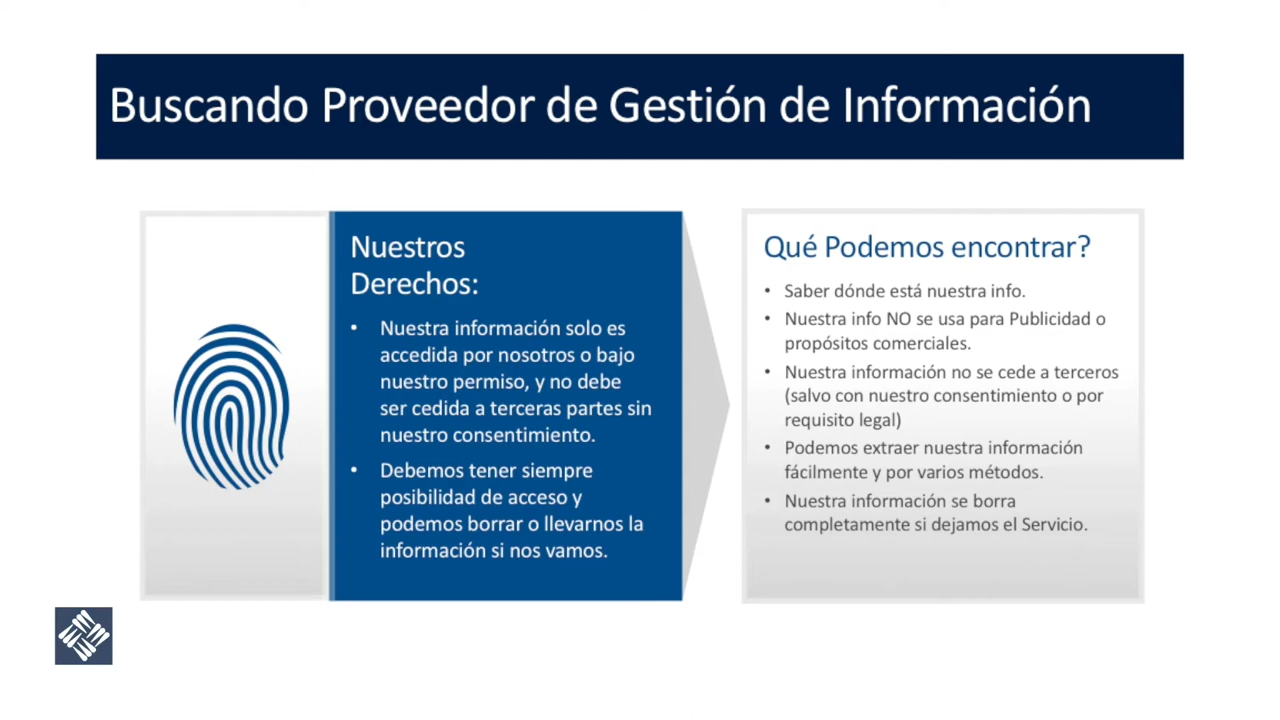 Buscando Proveedor de Gestión de Información
Nuestros
Derechos:
• Nuestra información solo es
accedida por nosotros o bajo
nuestro permiso, y no debe
ser cedida a terceras partes sin
nuestro consentimiento.
• Debemos tener siempre
posibilidad de acceso y
podemos borrar o llevarnos la
información si nos vamos.
Qué Podemos encontrar?
• Saber dónde está nuestra info.
• Nuestra info NO se usa para Publicidad o
propósitos comerciales.
• Nuestra información no se cede a terceros
(salvo con nuestro consentimiento o por
requisito legal)
• Podemos extraer nuestra información
fácilmente y por varios métodos.
• Nuestra información se borra
completamente si dejamos el Servicio.